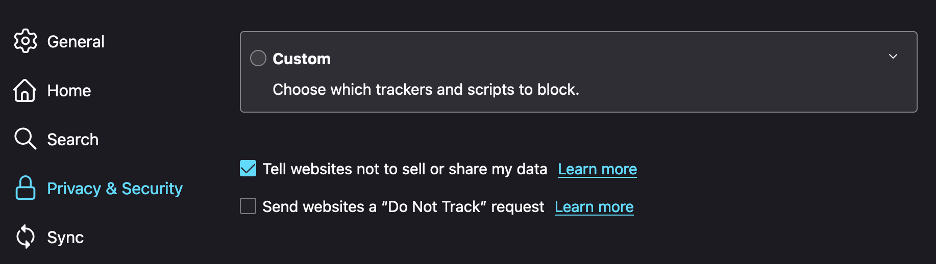 General
Home
Search
Privacy & Security
Sync
Custom
Choose which trackers and scripts to block.
Tell websites not to sell or share my data Learn more
Send websites a “Do Not Track” request Learn more